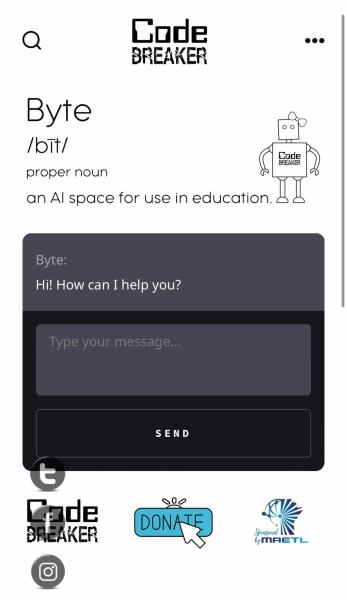 Code
BREAKER
Byte
/bīt/
proper noun
an AI space for use in education.
Code
BREAKER
Byte:
Hi! How can I help you?
Type your message...
SEND
Code
BREAKER
DONATE
Sponsored
by MAETL